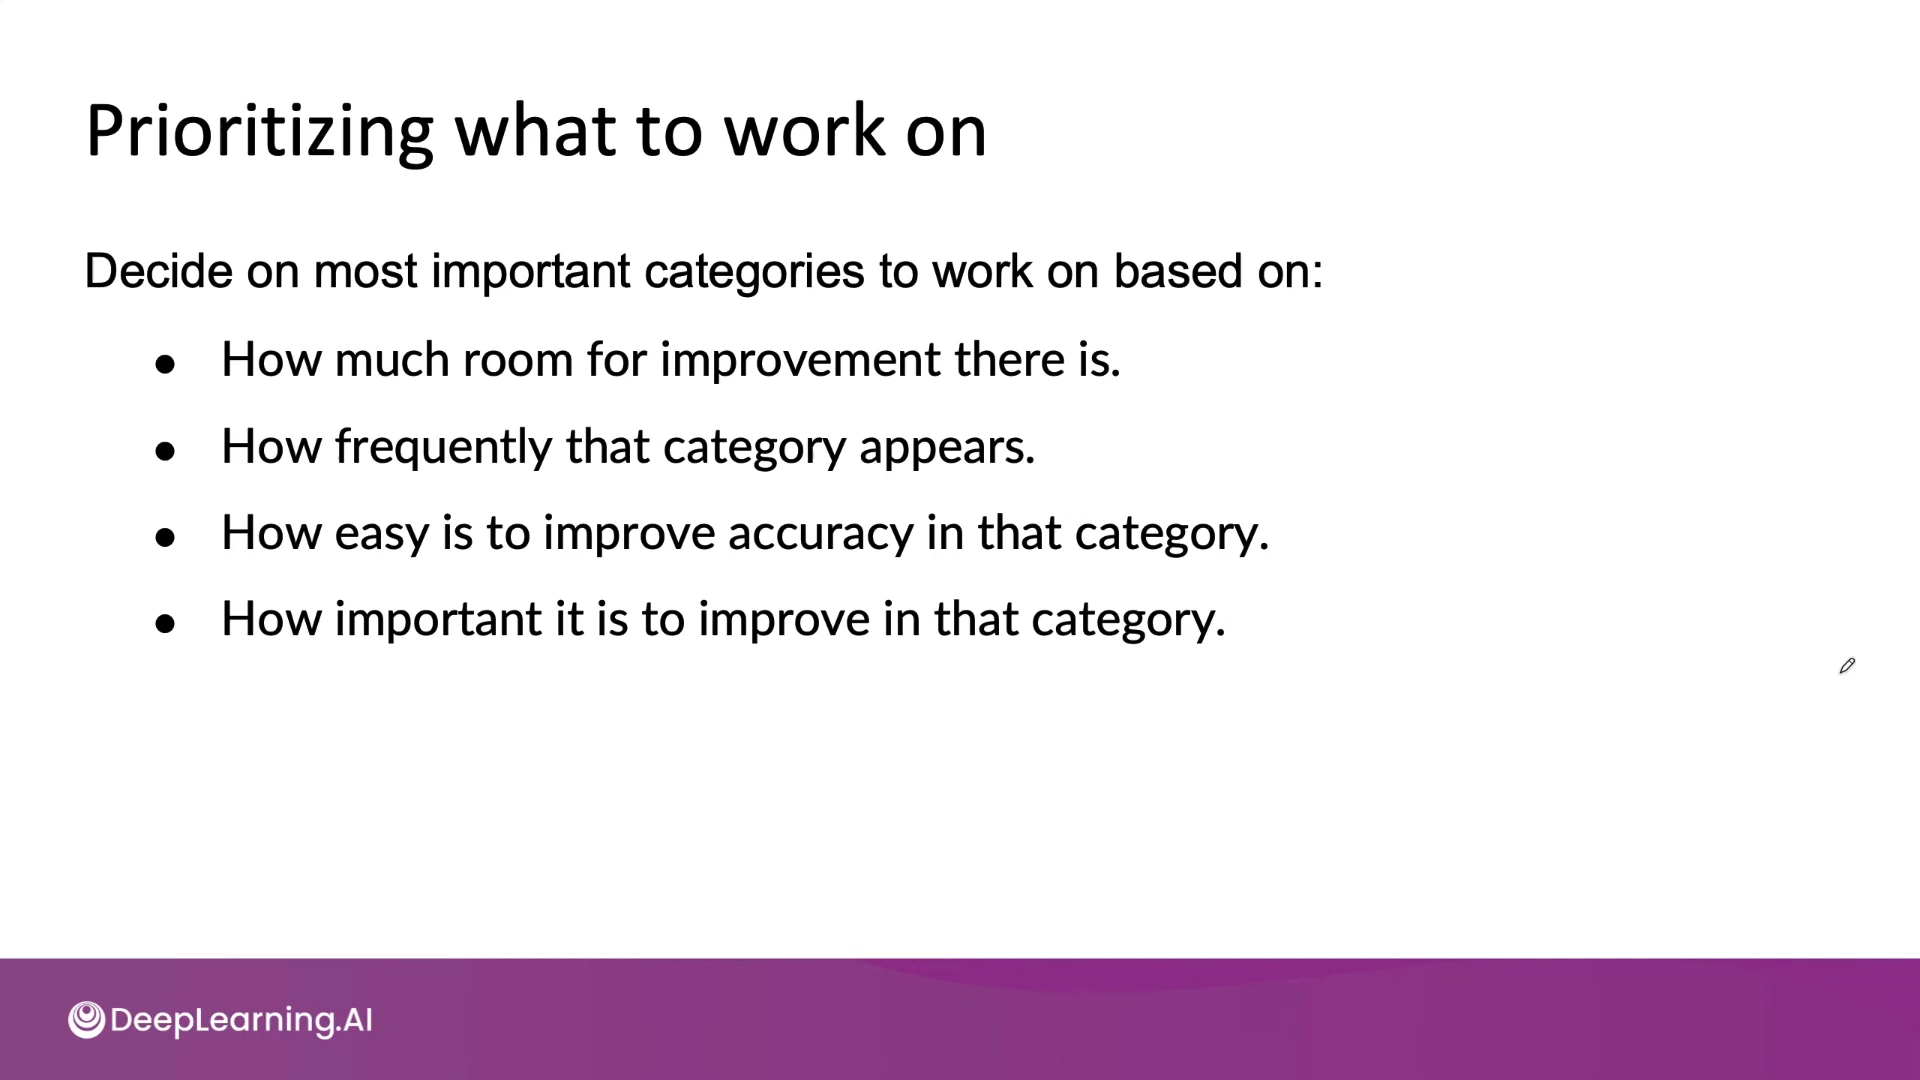 Prioritizing what to work on
Decide on most important categories to work on based on:
● How much room for improvement there is.
● How frequently that category appears.
● How easy is to improve accuracy in that category.
● How important it is to improve in that category.
DeepLearning.AI